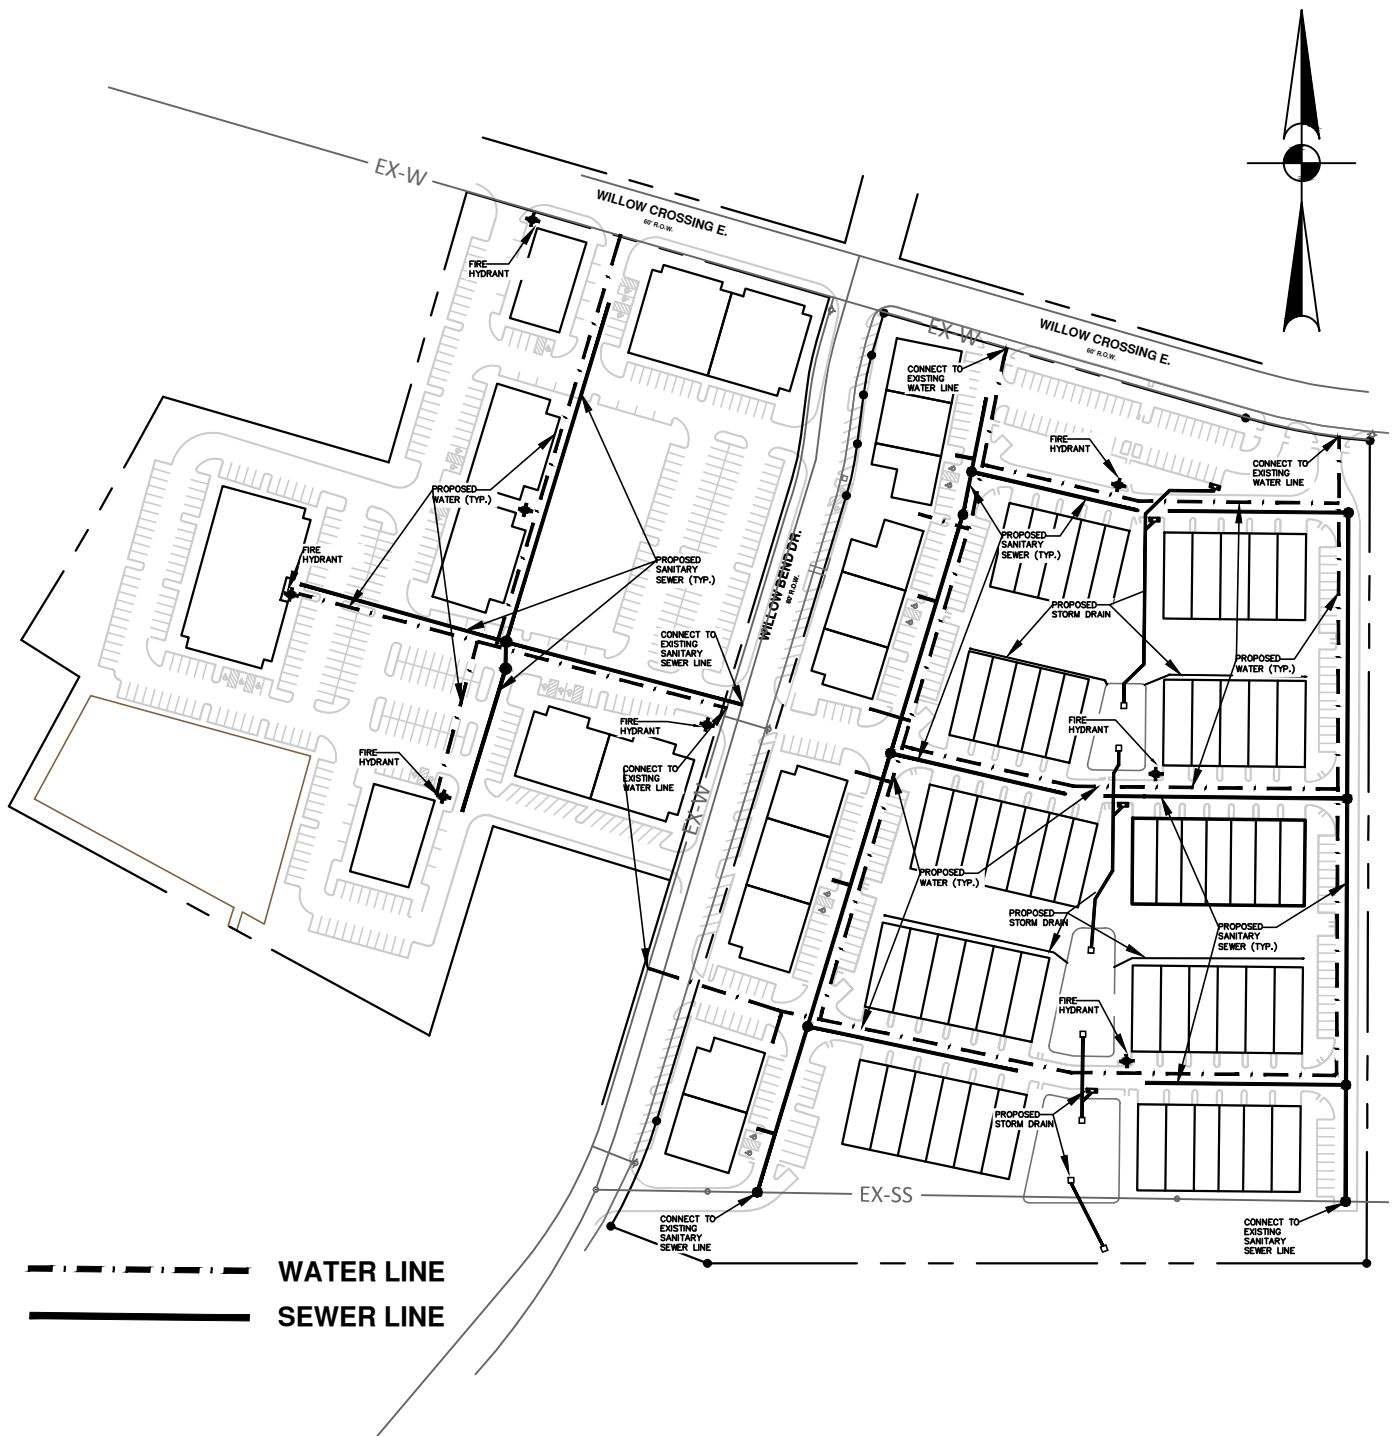 EX-W
WILLOW CROSSING E.
60' R.O.W.
FIRE
HYDRANT
EX-W
WILLOW CROSSING E.
60' R.O.W.
CONNECT TO
EXISTING
WATER LINE
FIRE
HYDRANT
CONNECT TO
EXISTING
WATER LINE
PROPOSED
WATER (TYP.)
FIRE
HYDRANT
PROPOSED
SANITARY
SEWER (TYP.)
WILLOW BEND DR.
60' R.O.W.
PROPOSED
SANITARY
SEWER (TYP.)
PROPOSED
STORM DRAIN
CONNECT TO
EXISTING
SANITARY
SEWER LINE
PROPOSED
WATER (TYP.)
FIRE
HYDRANT
FIRE
HYDRANT
FIRE
HYDRANT
CONNECT TO
EXISTING
WATER LINE
EX-W
PROPOSED
WATER (TYP.)
PROPOSED
STORM DRAIN
PROPOSED
SANITARY
SEWER (TYP.)
FIRE
HYDRANT
PROPOSED
STORM DRAIN
EX-SS
CONNECT TO
EXISTING
SANITARY
SEWER LINE
CONNECT TO
EXISTING
SANITARY
SEWER LINE
WATER LINE
SEWER LINE